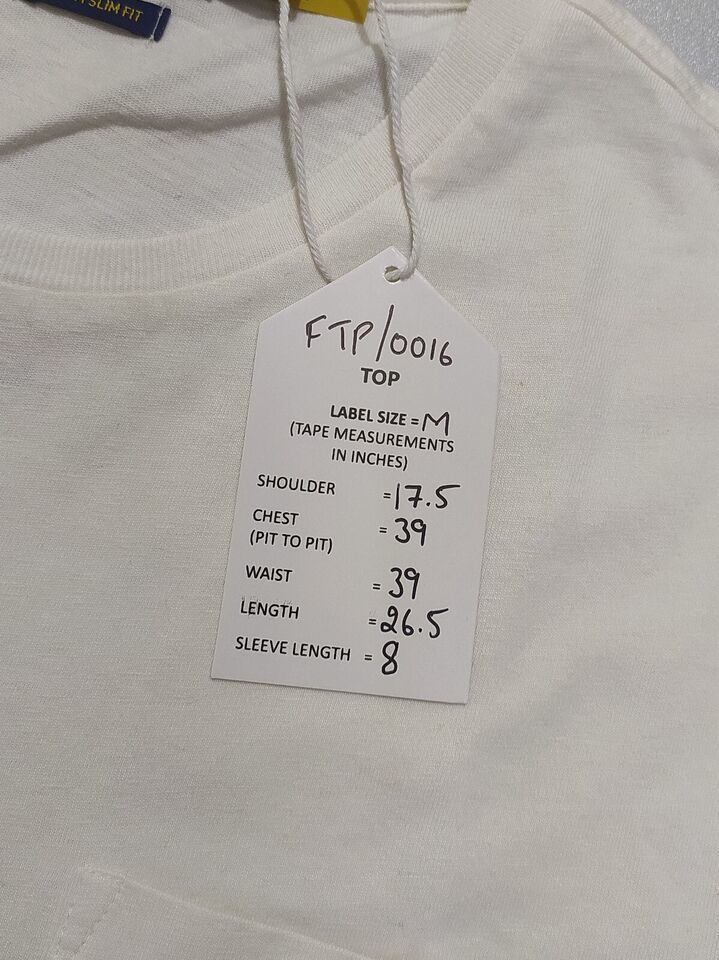 SLIM FIT
FTP/0016
TOP
LABEL SIZE = M
(TAPE MEASUREMENTS
IN INCHES)
SHOULDER = 17.5
CHEST
(PIT TO PIT) = 39
WAIST = 39
LENGTH = 26.5
SLEEVE LENGTH = 8